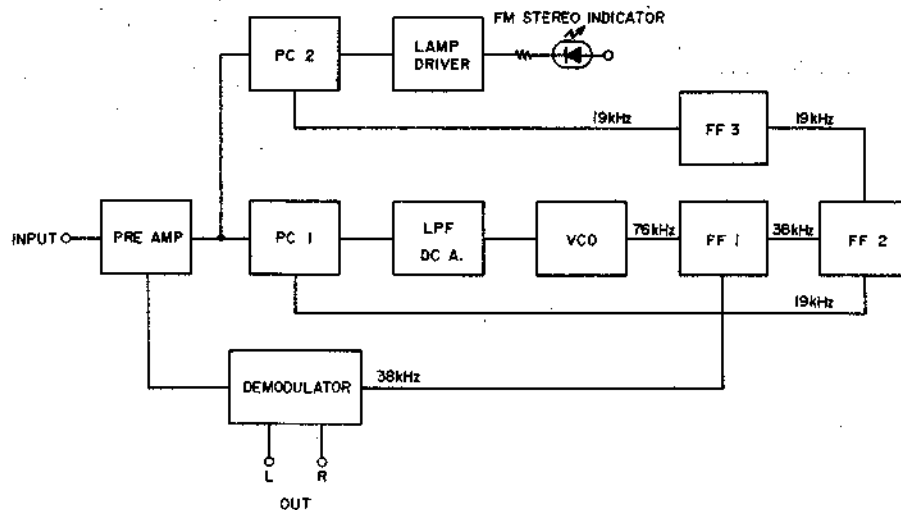 FM STEREO INDICATOR
PC 2
LAMP
DRIVER
19kHz
FF 3
19kHz
INPUT
PRE AMP
PC 1
LPF
DC A.
VCO
76kHz
FF 1
38kHz
FF 2
19kHz
DEMODULATOR
38kHz
L
R
OUT